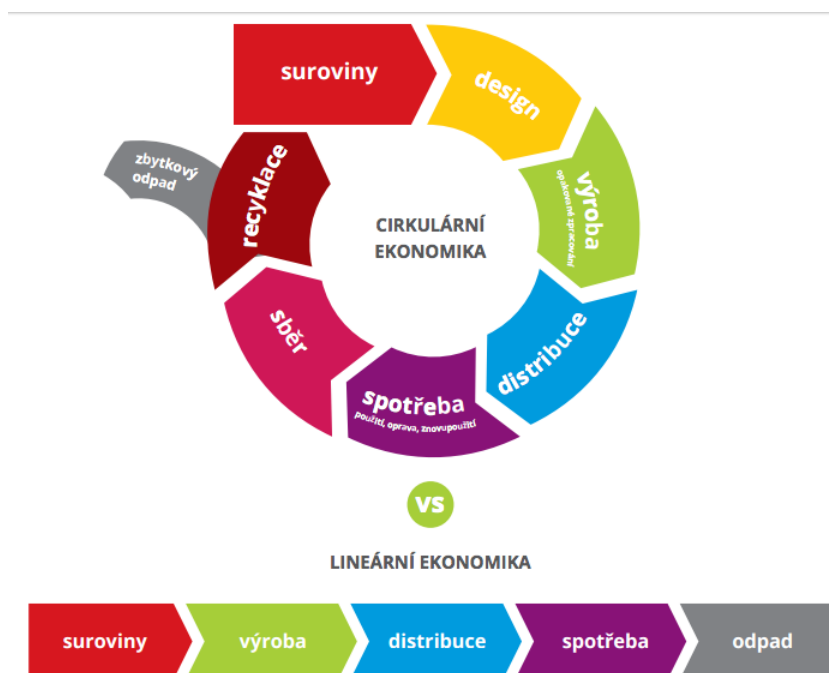 suroviny
design
výroba
opakované zpracování
distribuce
spotřeba
použití, oprava, znovupoužití
sběr
recyklace
zbytkový
odpad
CIRKULÁRNÍ
EKONOMIKA
VS
LINEÁRNÍ EKONOMIKA
suroviny
výroba
distribuce
spotřeba
odpad